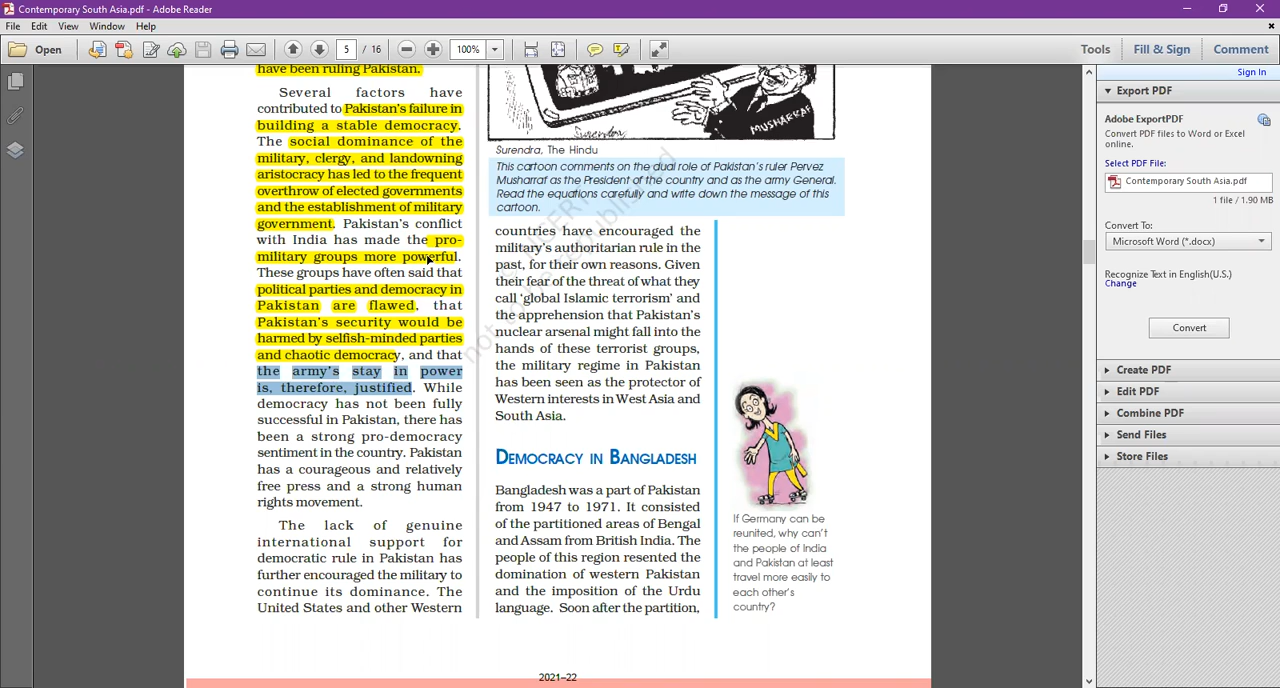 Contemporary South Asia.pdf - Adobe Reader
File Edit View Window Help
Open 5 / 16 100% Tools Fill & Sign Comment
have been ruling Pakistan.
Several factors have
contributed to Pakistan's failure in
building a stable democracy.
The social dominance of the
military, clergy, and landowning
aristocracy has led to the frequent
overthrow of elected governments
and the establishment of military
government. Pakistan's conflict
with India has made the pro-
military groups more powerful.
These groups have often said that
political parties and democracy in
Pakistan are flawed, that
Pakistan's security would be
harmed by selfish-minded parties
and chaotic democracy, and that
the army's stay in power
is, therefore, justified. While
democracy has not been fully
successful in Pakistan, there has
been a strong pro-democracy
sentiment in the country. Pakistan
has a courageous and relatively
free press and a strong human
rights movement.
The lack of genuine
international support for
democratic rule in Pakistan has
further encouraged the military to
continue its dominance. The
United States and other Western
MUSHARRAF
Surendra
Surendra, The Hindu
This cartoon comments on the dual role of Pakistan's ruler Pervez
Musharraf as the President of the country and as the army General.
Read the equations carefully and write down the message of this
cartoon.
countries have encouraged the
military's authoritarian rule in the
past, for their own reasons. Given
their fear of the threat of what they
call 'global Islamic terrorism' and
the apprehension that Pakistan's
nuclear arsenal might fall into the
hands of these terrorist groups,
the military regime in Pakistan
has been seen as the protector of
Western interests in West Asia and
South Asia.
DEMOCRACY IN BANGLADESH
Bangladesh was a part of Pakistan
from 1947 to 1971. It consisted
of the partitioned areas of Bengal
and Assam from British India. The
people of this region resented the
domination of western Pakistan
and the imposition of the Urdu
language. Soon after the partition,
If Germany can be
reunited, why can't
the people of India
and Pakistan at least
travel more easily to
each other's
country?
2021–22
Sign In
Export PDF
Adobe ExportPDF
Convert PDF files to Word or Excel
online.
Select PDF File:
Contemporary South Asia.pdf
1 file / 1.90 MB
Convert To:
Microsoft Word (*.docx)
Recognize Text in English(U.S.)
Change
Convert
Create PDF
Edit PDF
Combine PDF
Send Files
Store Files